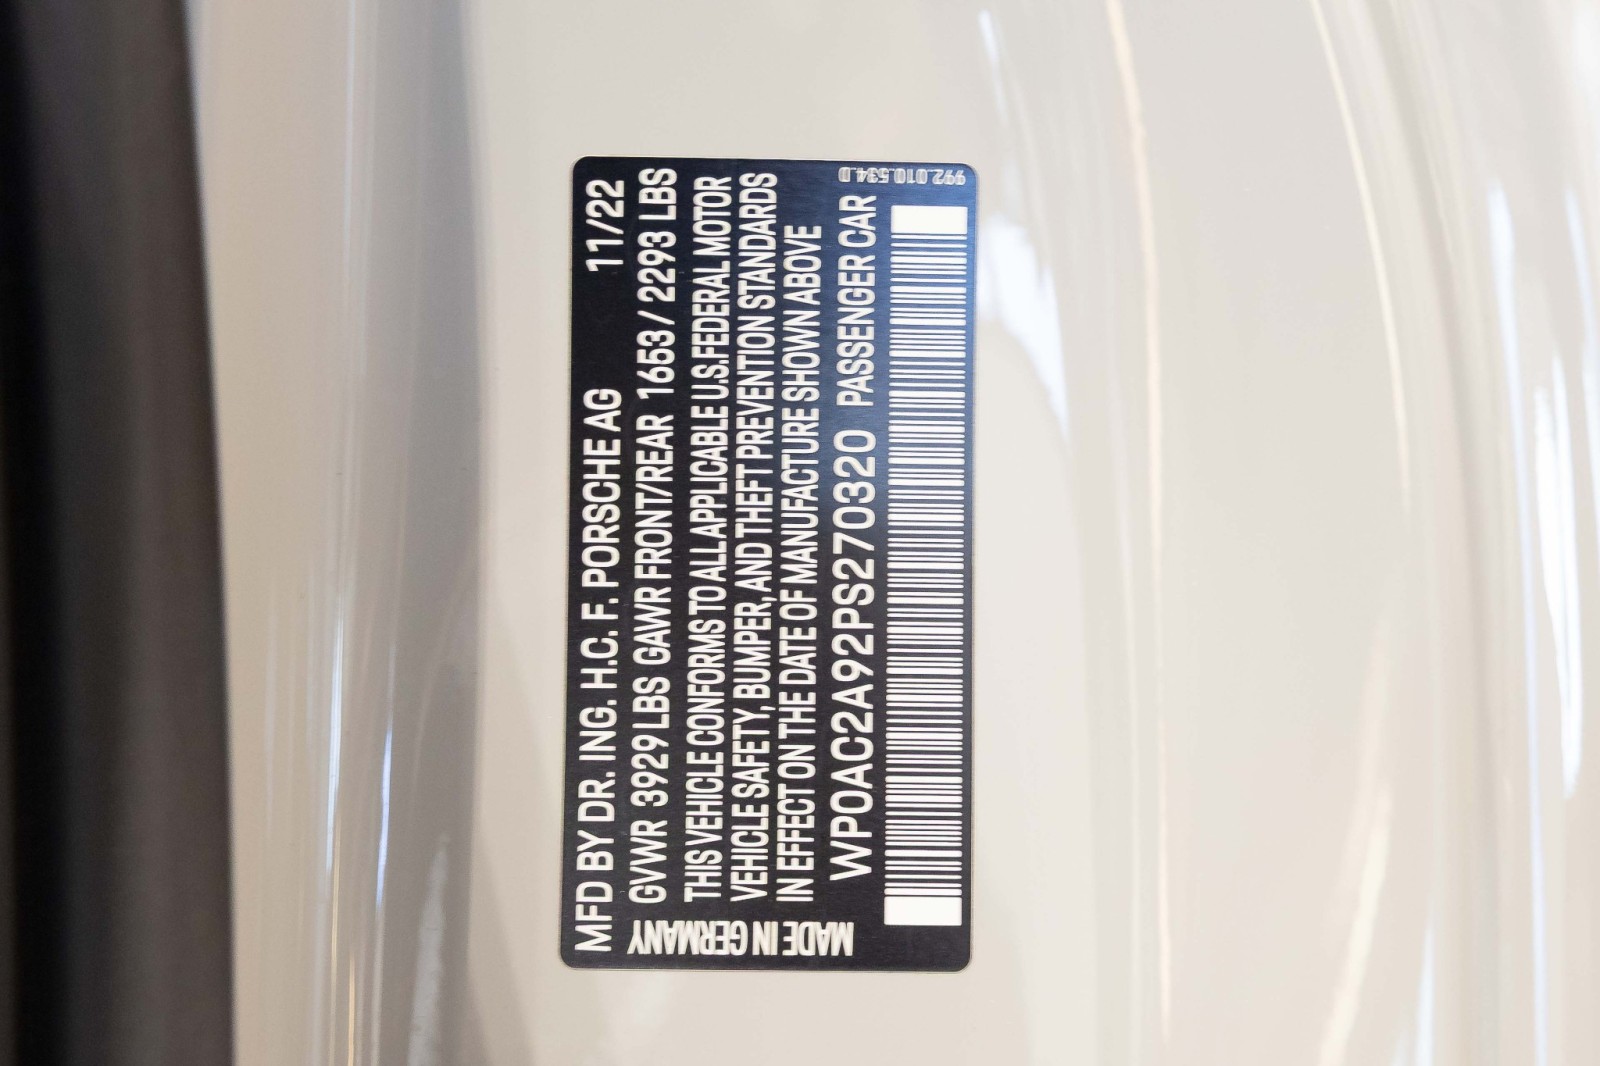 MFD BY DR. ING. H.C. F. PORSCHE AG 11/22
GVWR 3929 LBS GAWR FRONT/REAR 1653 / 2293 LBS
THIS VEHICLE CONFORMS TO ALL APPLICABLE U.S. FEDERAL MOTOR
VEHICLE SAFETY, BUMPER, AND THEFT PREVENTION STANDARDS
IN EFFECT ON THE DATE OF MANUFACTURE SHOWN ABOVE
WP0AC2A92PS270320 PASSENGER CAR
MADE IN GERMANY
992.010.534.D